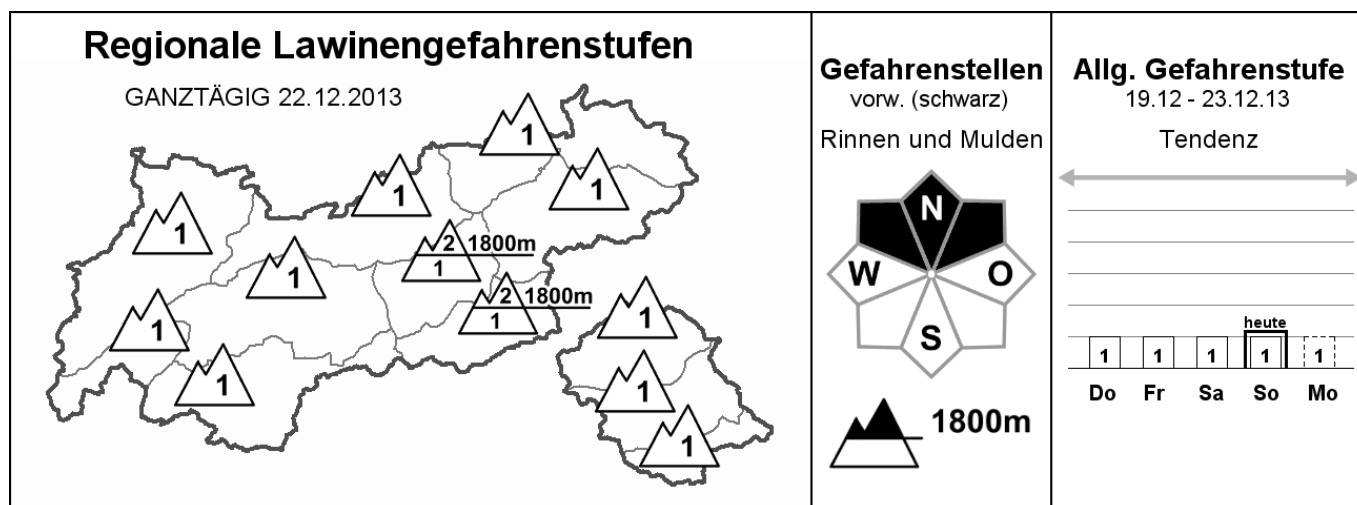 Regionale Lawinengefahrenstufen
GANZTÄGIG 22.12.2013
1
1
1
1
1
2 1800m
1
1
2 1800m
1
1
1
1
1
1
Gefahrenstellen
vorw. (schwarz)
Rinnen und Mulden
N
W
O
S
1800m
Allg. Gefahrenstufe
19.12 - 23.12.13
Tendenz
heute
1 1 1 1 1
Do Fr Sa So Mo